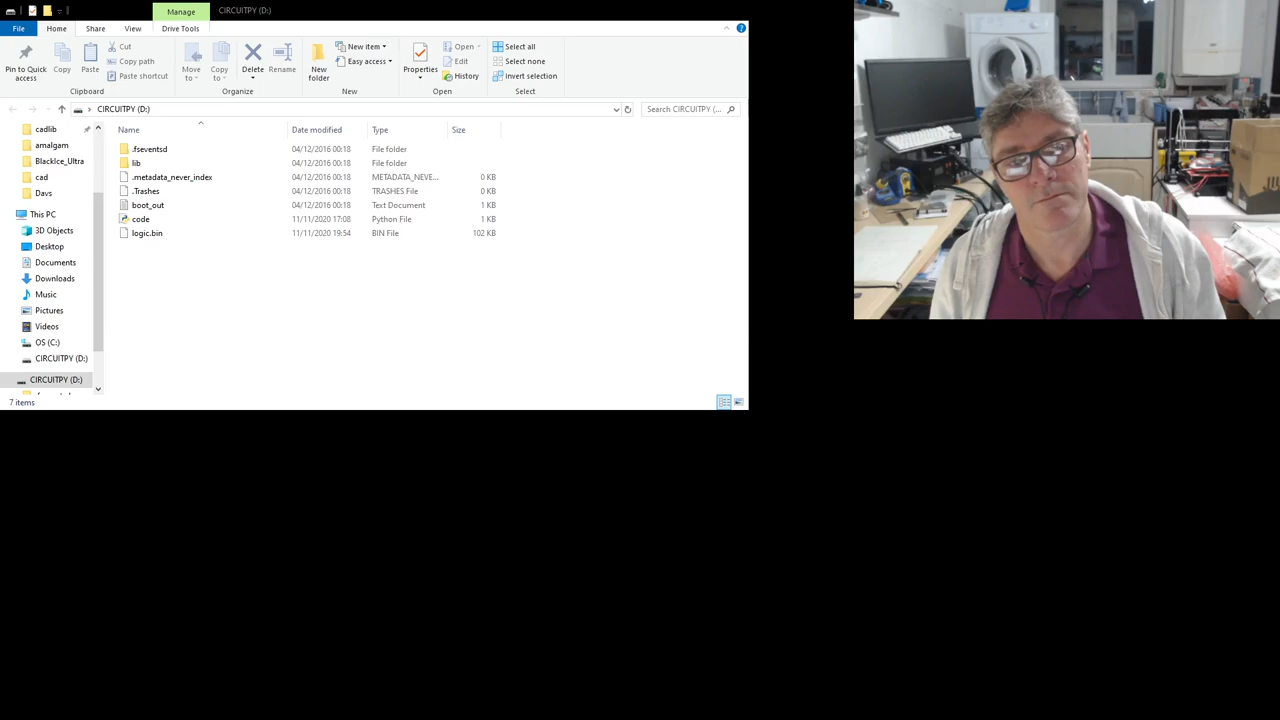 Manage
CIRCUITPY (D:)
File
Home
Share
View
Drive Tools
Pin to Quick access
Copy
Paste
Cut
Copy path
Paste shortcut
Clipboard
Move to
Copy to
Delete
Rename
Organize
New folder
New item
Easy access
New
Properties
Open
Edit
History
Open
Select all
Select none
Invert selection
Select
CIRCUITPY (D:)
Search CIRCUITPY (...
cadlib
amalgam
BlackIce_Ultra
cad
Davs
This PC
3D Objects
Desktop
Documents
Downloads
Music
Pictures
Videos
OS (C:)
CIRCUITPY (D:)
CIRCUITPY (D:)
Name Date modified Type Size
.fseventsd 04/12/2016 00:18 File folder
lib 04/12/2016 00:18 File folder
.metadata_never_index 04/12/2016 00:18 METADATA_NEVE... 0 KB
.Trashes 04/12/2016 00:18 TRASHES File 0 KB
boot_out 04/12/2016 00:18 Text Document 1 KB
code 11/11/2020 17:08 Python File 1 KB
logic.bin 11/11/2020 19:54 BIN File 102 KB
7 items